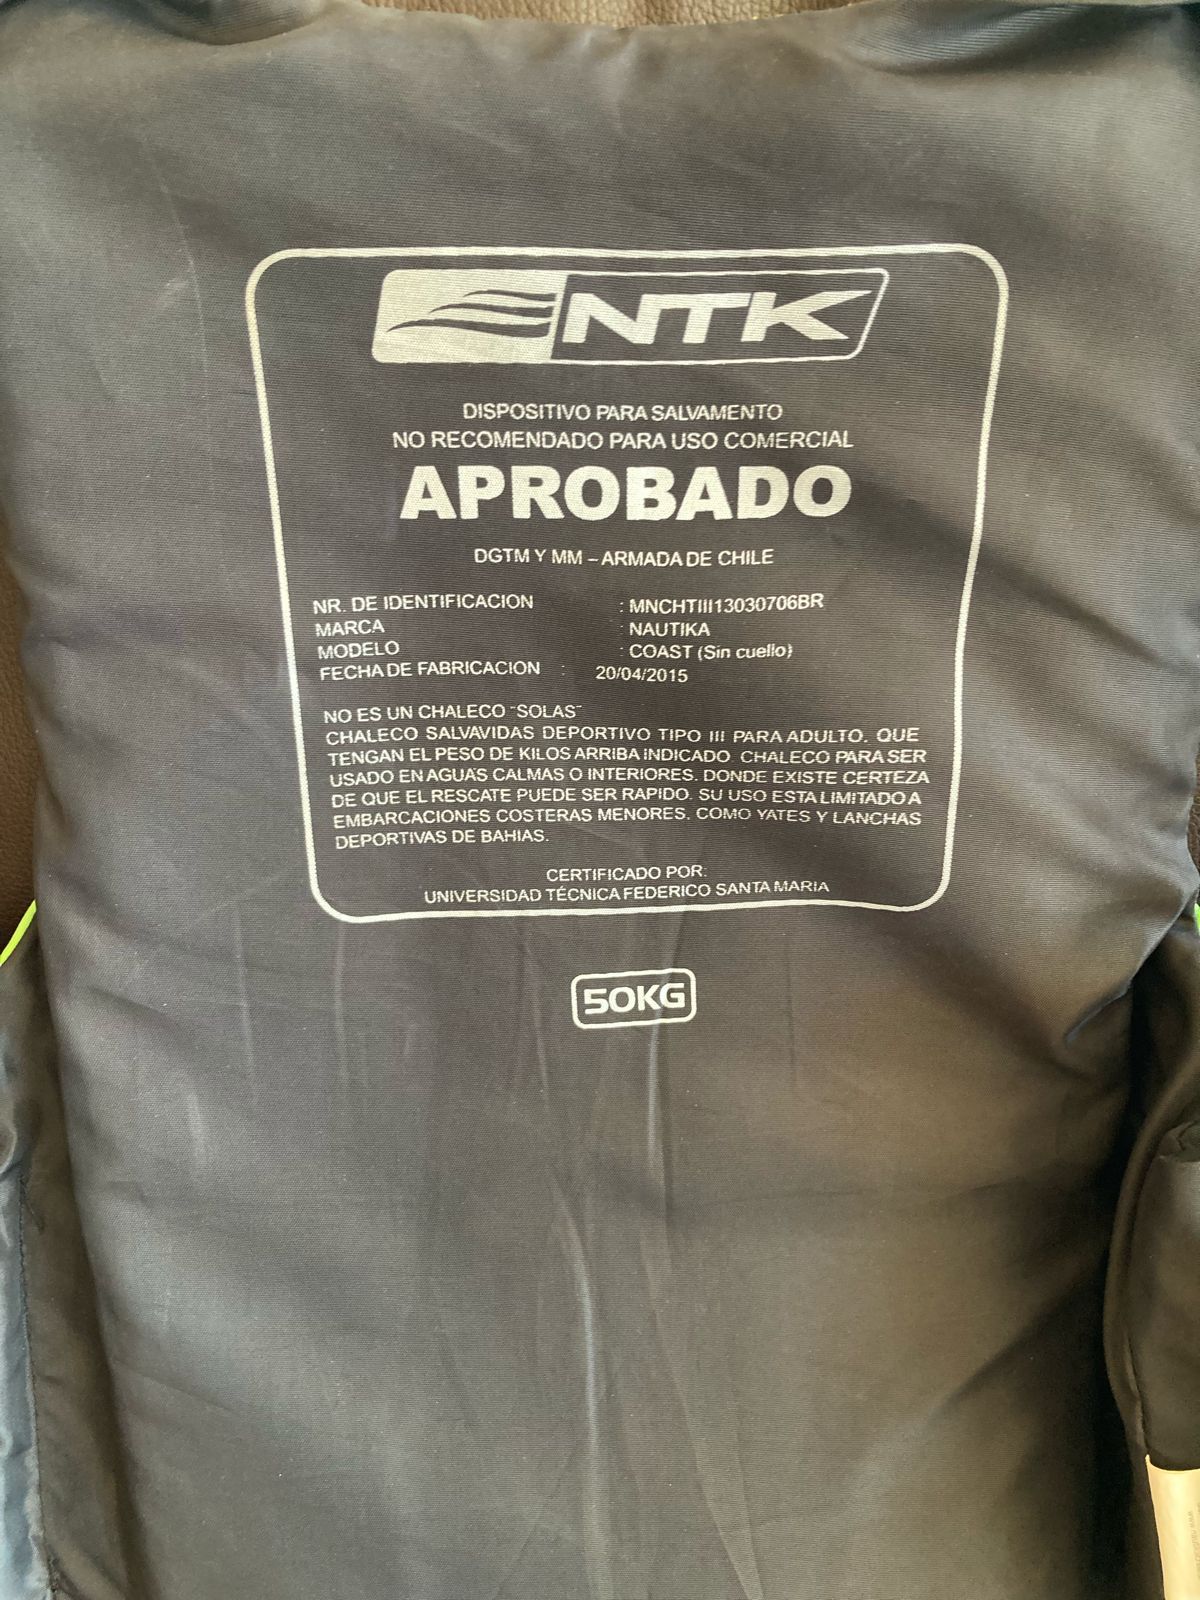 NTK
DISPOSITIVO PARA SALVAMENTO
NO RECOMENDADO PARA USO COMERCIAL
APROBADO
DGTM Y MM – ARMADA DE CHILE
NR. DE IDENTIFICACION : MNCHTIII13030706BR
MARCA : NAUTIKA
MODELO : COAST (Sin cuello)
FECHA DE FABRICACION : 20/04/2015
NO ES UN CHALECO "SOLAS"
CHALECO SALVAVIDAS DEPORTIVO TIPO III PARA ADULTO. QUE
TENGAN EL PESO DE KILOS ARRIBA INDICADO. CHALECO PARA SER
USADO EN AGUAS CALMAS O INTERIORES. DONDE EXISTE CERTEZA
DE QUE EL RESCATE PUEDE SER RAPIDO. SU USO ESTA LIMITADO A
EMBARCACIONES COSTERAS MENORES. COMO YATES Y LANCHAS
DEPORTIVAS DE BAHIAS.
CERTIFICADO POR:
UNIVERSIDAD TÉCNICA FEDERICO SANTA MARIA
50KG